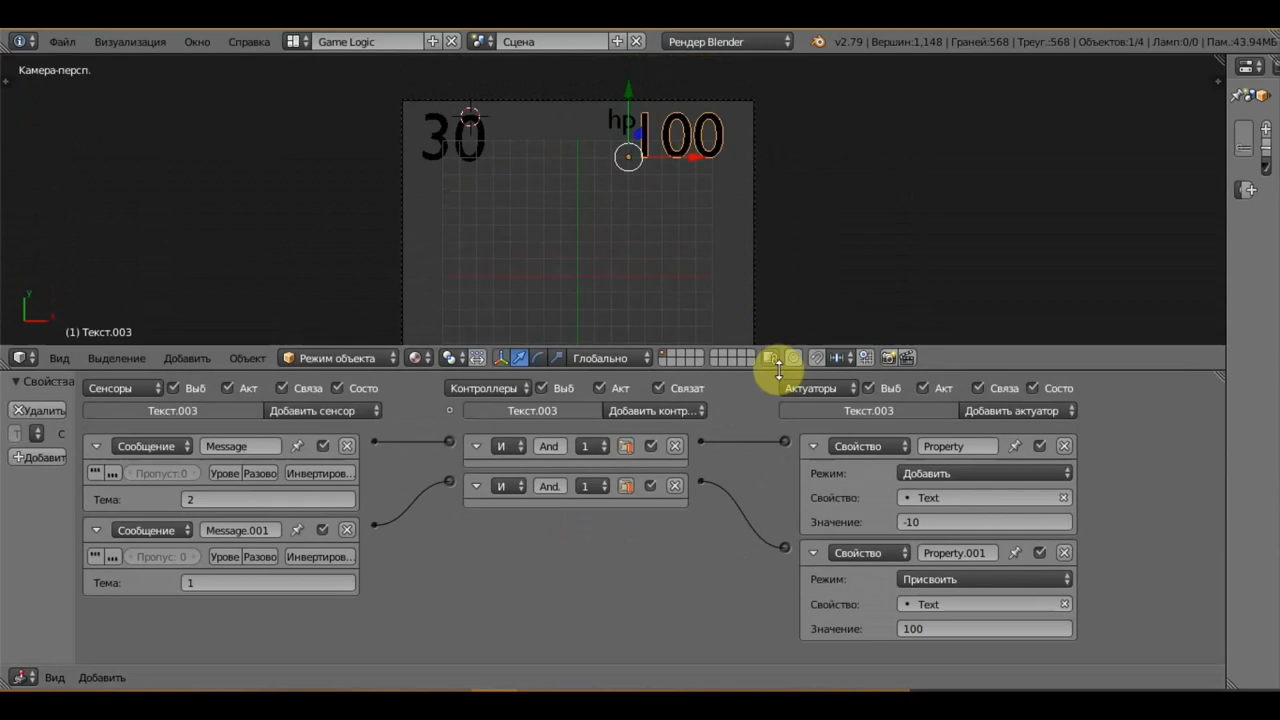 Файл Визуализация Окно Справка Game Logic Сцена Рендер Blender v2.79 | Вершин:1,148 | Граней:568 | Треуг.:568 | Объектов:1/4 | Ламп:0/0 | Пам.:43.94МБ
Камера-персп.
30 hp 100
y
x
(1) Текст.003
Вид Выделение Добавить Объект Режим объекта Глобально
Свойства
Сенсоры Выб Акт Связа Состо Контроллеры Выб Акт Связат Актуаторы Выб Акт Связа Состо
Удалить Текст.003 Добавить сенсор Текст.003 Добавить контр... Текст.003 Добавить актуатор
Т С
Сообщение Message И And 1 Свойство Property
Добавит
Пропуст:0 Урове Разово Инвертиров... Режим: Добавить
И And. 1
Тема: 2 Свойство: Text
Сообщение Message.001 Значение: -10
Пропус: 0 Урове Разово Инвертиров... Свойство Property.001
Тема: 1 Режим: Присвоить
Свойство: Text
Значение: 100
Вид Добавить